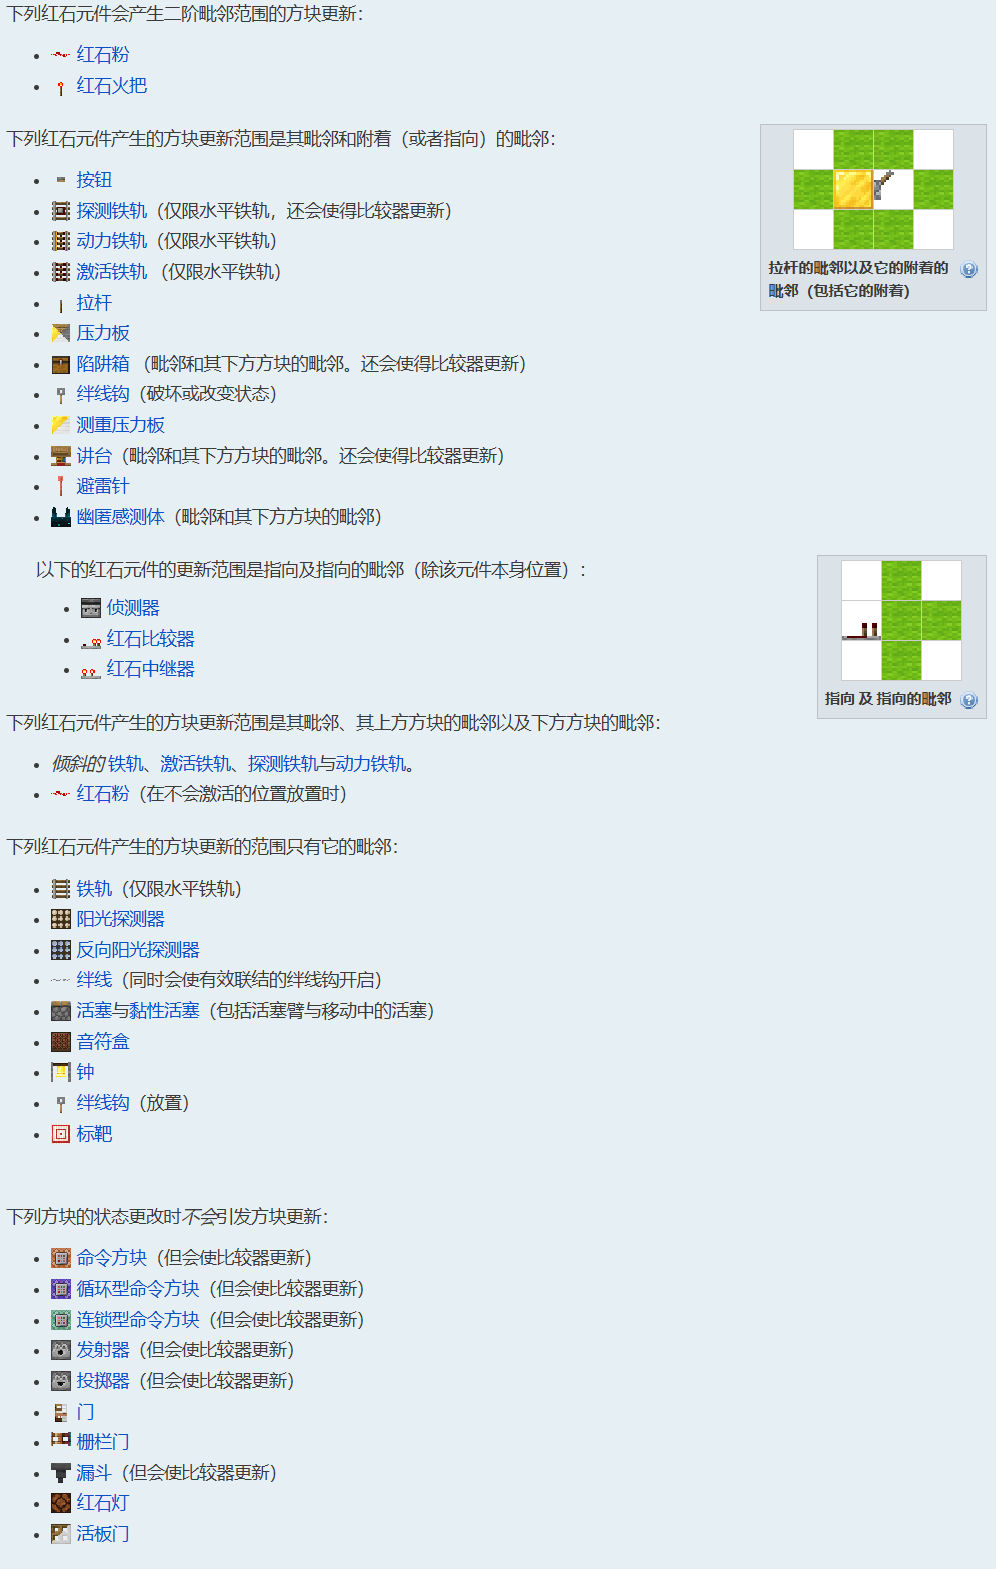 下列红石元件会产生二阶毗邻范围的方块更新：
红石粉
红石火把
下列红石元件产生的方块更新范围是其毗邻和附着（或者指向）的毗邻：
按钮
探测铁轨（仅限水平铁轨，还会使得比较器更新）
动力铁轨（仅限水平铁轨）
激活铁轨 （仅限水平铁轨）
拉杆
压力板
陷阱箱 （毗邻和其下方方块的毗邻。还会使得比较器更新）
绊线钩（破坏或改变状态）
测重压力板
讲台（毗邻和其下方方块的毗邻。还会使得比较器更新）
避雷针
幽匿感测体（毗邻和其下方方块的毗邻）
拉杆的毗邻以及它的附着的
毗邻（包括它的附着）
以下的红石元件的更新范围是指向及指向的毗邻（除该元件本身位置）：
侦测器
红石比较器
红石中继器
指向 及 指向的毗邻
下列红石元件产生的方块更新范围是其毗邻、其上方方块的毗邻以及下方方块的毗邻：
倾斜的 铁轨、激活铁轨、探测铁轨与动力铁轨。
红石粉（在不会激活的位置放置时）
下列红石元件产生的方块更新的范围只有它的毗邻：
铁轨（仅限水平铁轨）
阳光探测器
反向阳光探测器
绊线（同时会使有效联结的绊线钩开启）
活塞与黏性活塞（包括活塞臂与移动中的活塞）
音符盒
钟
绊线钩（放置）
标靶
下列方块的状态更改时不会引发方块更新：
命令方块（但会使比较器更新）
循环型命令方块（但会使比较器更新）
连锁型命令方块（但会使比较器更新）
发射器（但会使比较器更新）
投掷器（但会使比较器更新）
门
栅栏门
漏斗（但会使比较器更新）
红石灯
活板门